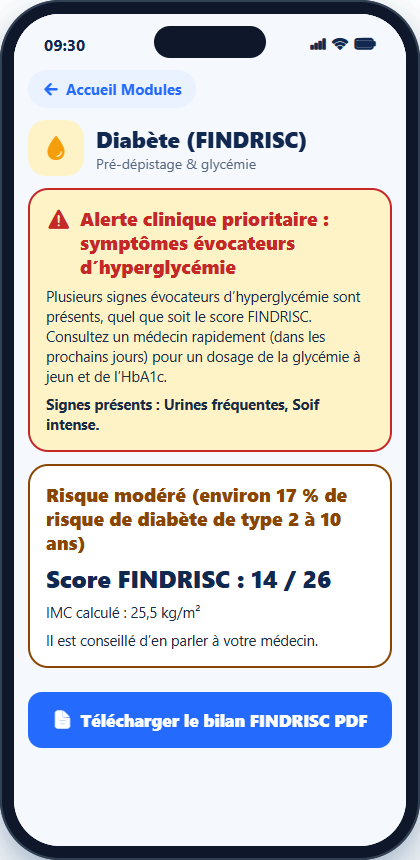 09:30
Accueil Modules
Diabète (FINDRISC)
Pré-dépistage & glycémie
Alerte clinique prioritaire :
symptômes évocateurs
d’hyperglycémie
Plusieurs signes évocateurs d’hyperglycémie sont
présents, quel que soit le score FINDRISC.
Consultez un médecin rapidement (dans les
prochains jours) pour un dosage de la glycémie à
jeun et de l’HbA1c.
Signes présents : Urines fréquentes, Soif
intense.
Risque modéré (environ 17 % de
risque de diabète de type 2 à 10
ans)
Score FINDRISC : 14 / 26
IMC calculé : 25,5 kg/m²
Il est conseillé d’en parler à votre médecin.
Télécharger le bilan FINDRISC PDF